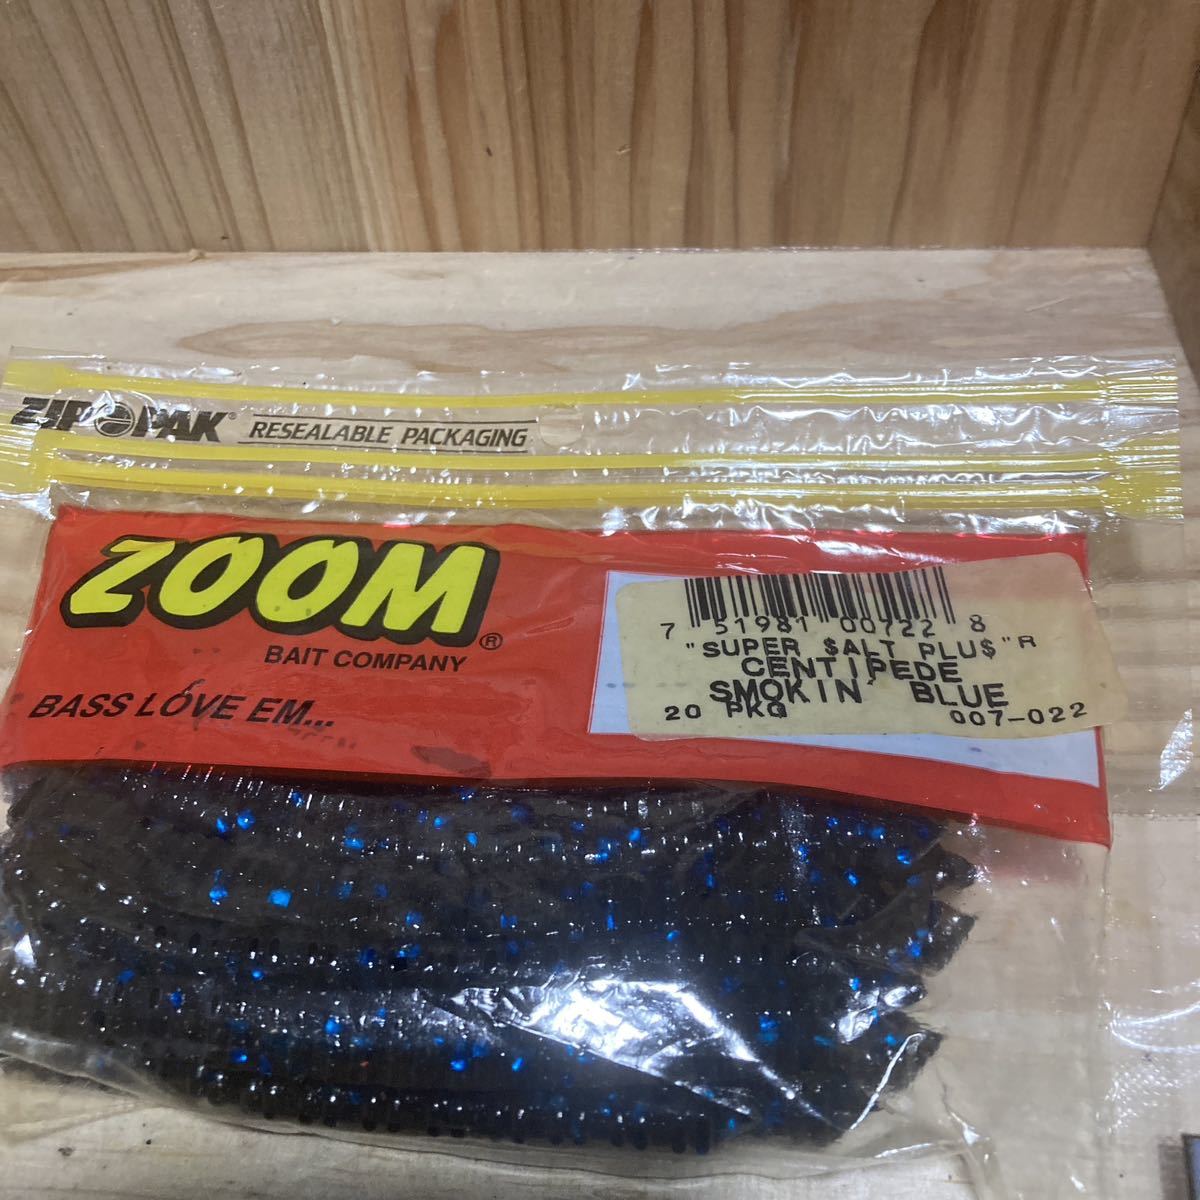 ZIP PAK® RESEALABLE PACKAGING
ZOOM®
BAIT COMPANY
BASS LOVE EM...
7 51981 00722 8
"SUPER $ALT PLU$"R
CENTIPEDE
SMOKIN' BLUE
20 PKG 007-022